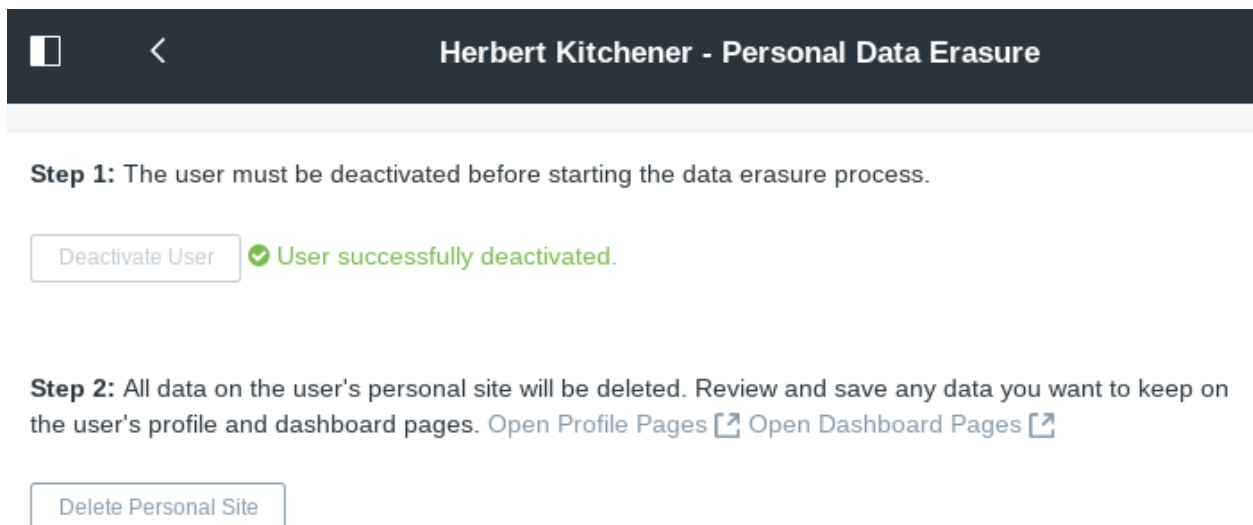 Herbert Kitchener - Personal Data Erasure
Step 1: The user must be deactivated before starting the data erasure process.
Deactivate User User successfully deactivated.
Step 2: All data on the user's personal site will be deleted. Review and save any data you want to keep on
the user's profile and dashboard pages. Open Profile Pages Open Dashboard Pages
Delete Personal Site